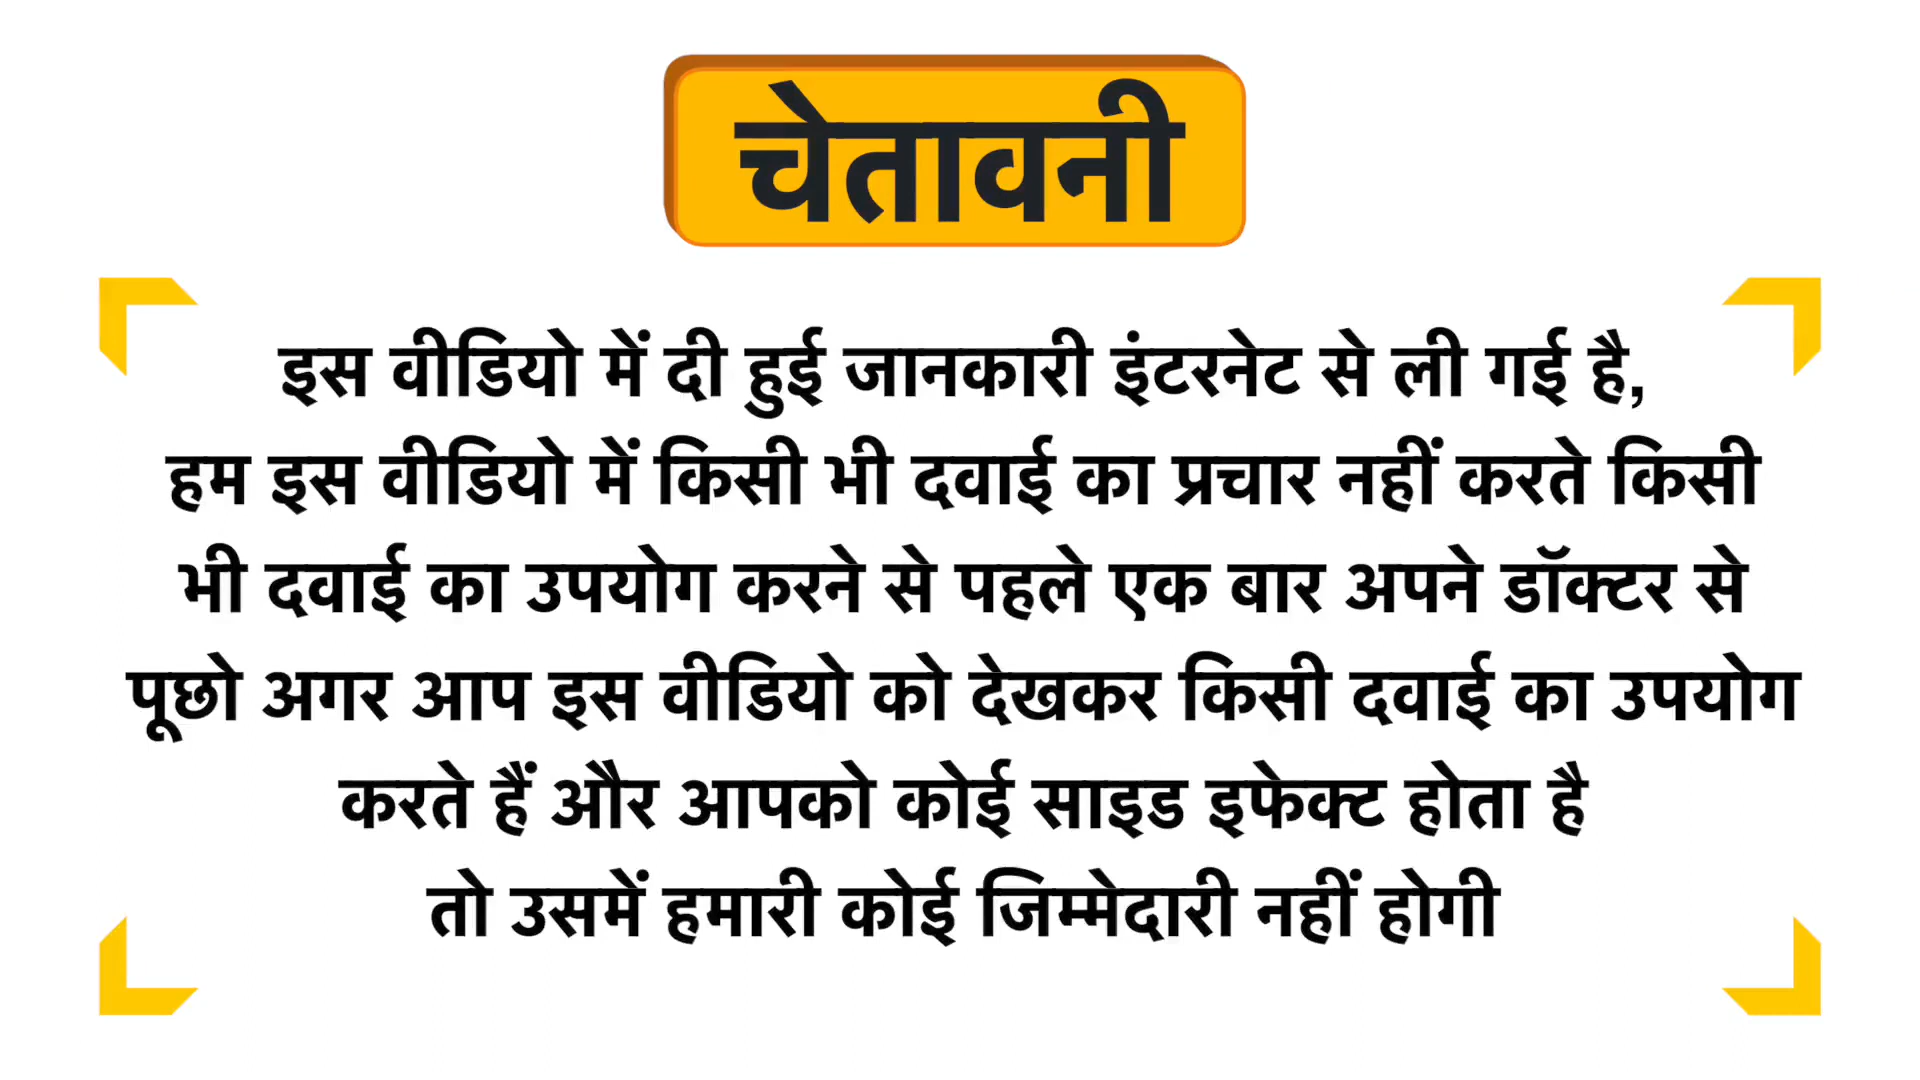 चेतावनी
इस वीडियो में दी हुई जानकारी इंटरनेट से ली गई है,
हम इस वीडियो में किसी भी दवाई का प्रचार नहीं करते किसी
भी दवाई का उपयोग करने से पहले एक बार अपने डॉक्टर से
पूछो अगर आप इस वीडियो को देखकर किसी दवाई का उपयोग
करते हैं और आपको कोई साइड इफेक्ट होता है
तो उसमें हमारी कोई जिम्मेदारी नहीं होगी